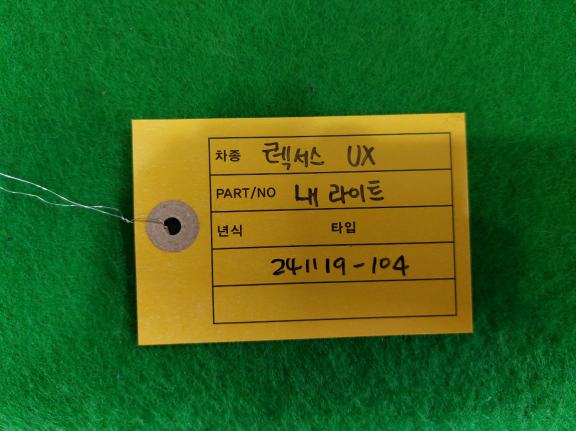 차종 렉서스 UX
PART/NO 내 라이트
년식 타입
241119-104